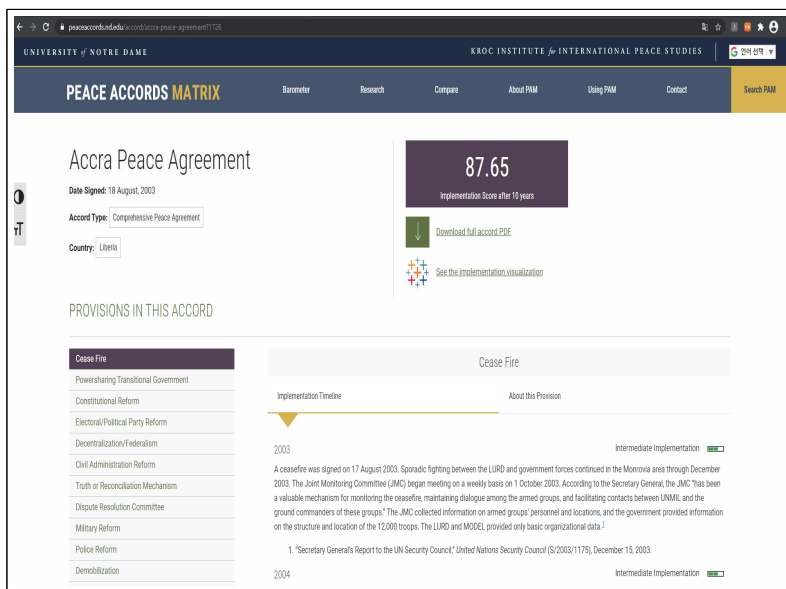 peaceaccords.nd.edu/accord/accra-peace-agreement?1726
UNIVERSITY of NOTRE DAME
KROC INSTITUTE for INTERNATIONAL PEACE STUDIES
G 언어 선택 ▼
PEACE ACCORDS MATRIX
Barometer Research Compare About PAM Using PAM Contact Search PAM
Accra Peace Agreement
Date Signed: 18 August, 2003
Accord Type: Comprehensive Peace Agreement
Country: Liberia
87.65
Implementation Score after 10 years
Download full accord PDF
See the implementation visualization
тT
PROVISIONS IN THIS ACCORD
Cease Fire
Powersharing Transitional Government
Constitutional Reform
Electoral/Political Party Reform
Decentralization/Federalism
Civil Administration Reform
Truth or Reconciliation Mechanism
Dispute Resolution Committee
Military Reform
Police Reform
Demobilization
Cease Fire
Implementation Timeline About this Provision
2003 Intermediate Implementation
A ceasefire was signed on 17 August 2003. Sporadic fighting between the LURD and government forces continued in the Monrovia area through December
2003. The Joint Monitoring Committee (JMC) began meeting on a weekly basis on 1 October 2003. According to the Secretary General, the JMC "has been
a valuable mechanism for monitoring the ceasefire, maintaining dialogue among the armed groups, and facilitating contacts between UNMIL and the
ground commanders of these groups." The JMC collected information on armed groups' personnel and locations, and the government provided information
on the structure and location of the 12,000 troops. The LURD and MODEL provided only basic organizational data.1
1. "Secretary General's Report to the UN Security Council," United Nations Security Council (S/2003/1175), December 15, 2003.
2004 Intermediate Implementation